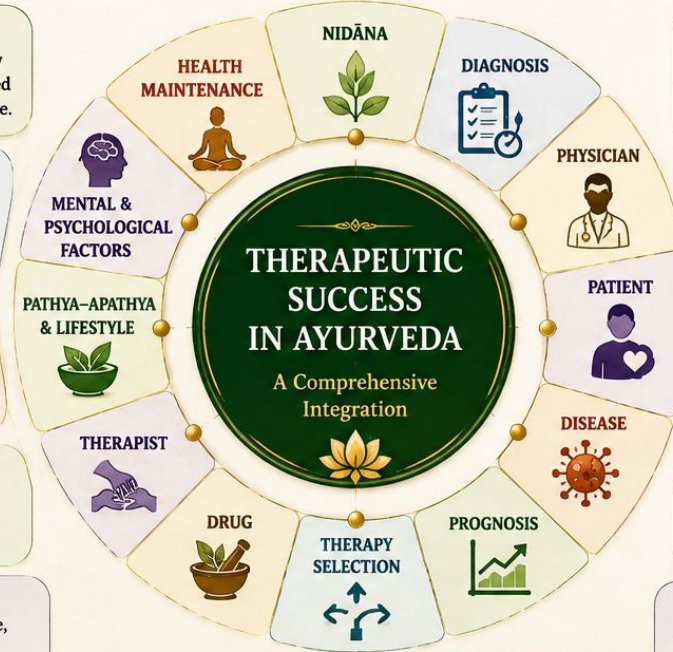 NIDĀNA
DIAGNOSIS
PHYSICIAN
PATIENT
DISEASE
PROGNOSIS
THERAPY
SELECTION
DRUG
THERAPIST
PATHYA–APATHYA
& LIFESTYLE
MENTAL &
PSYCHOLOGICAL
FACTORS
HEALTH
MAINTENANCE
THERAPEUTIC
SUCCESS
IN AYURVEDA
A Comprehensive
Integration